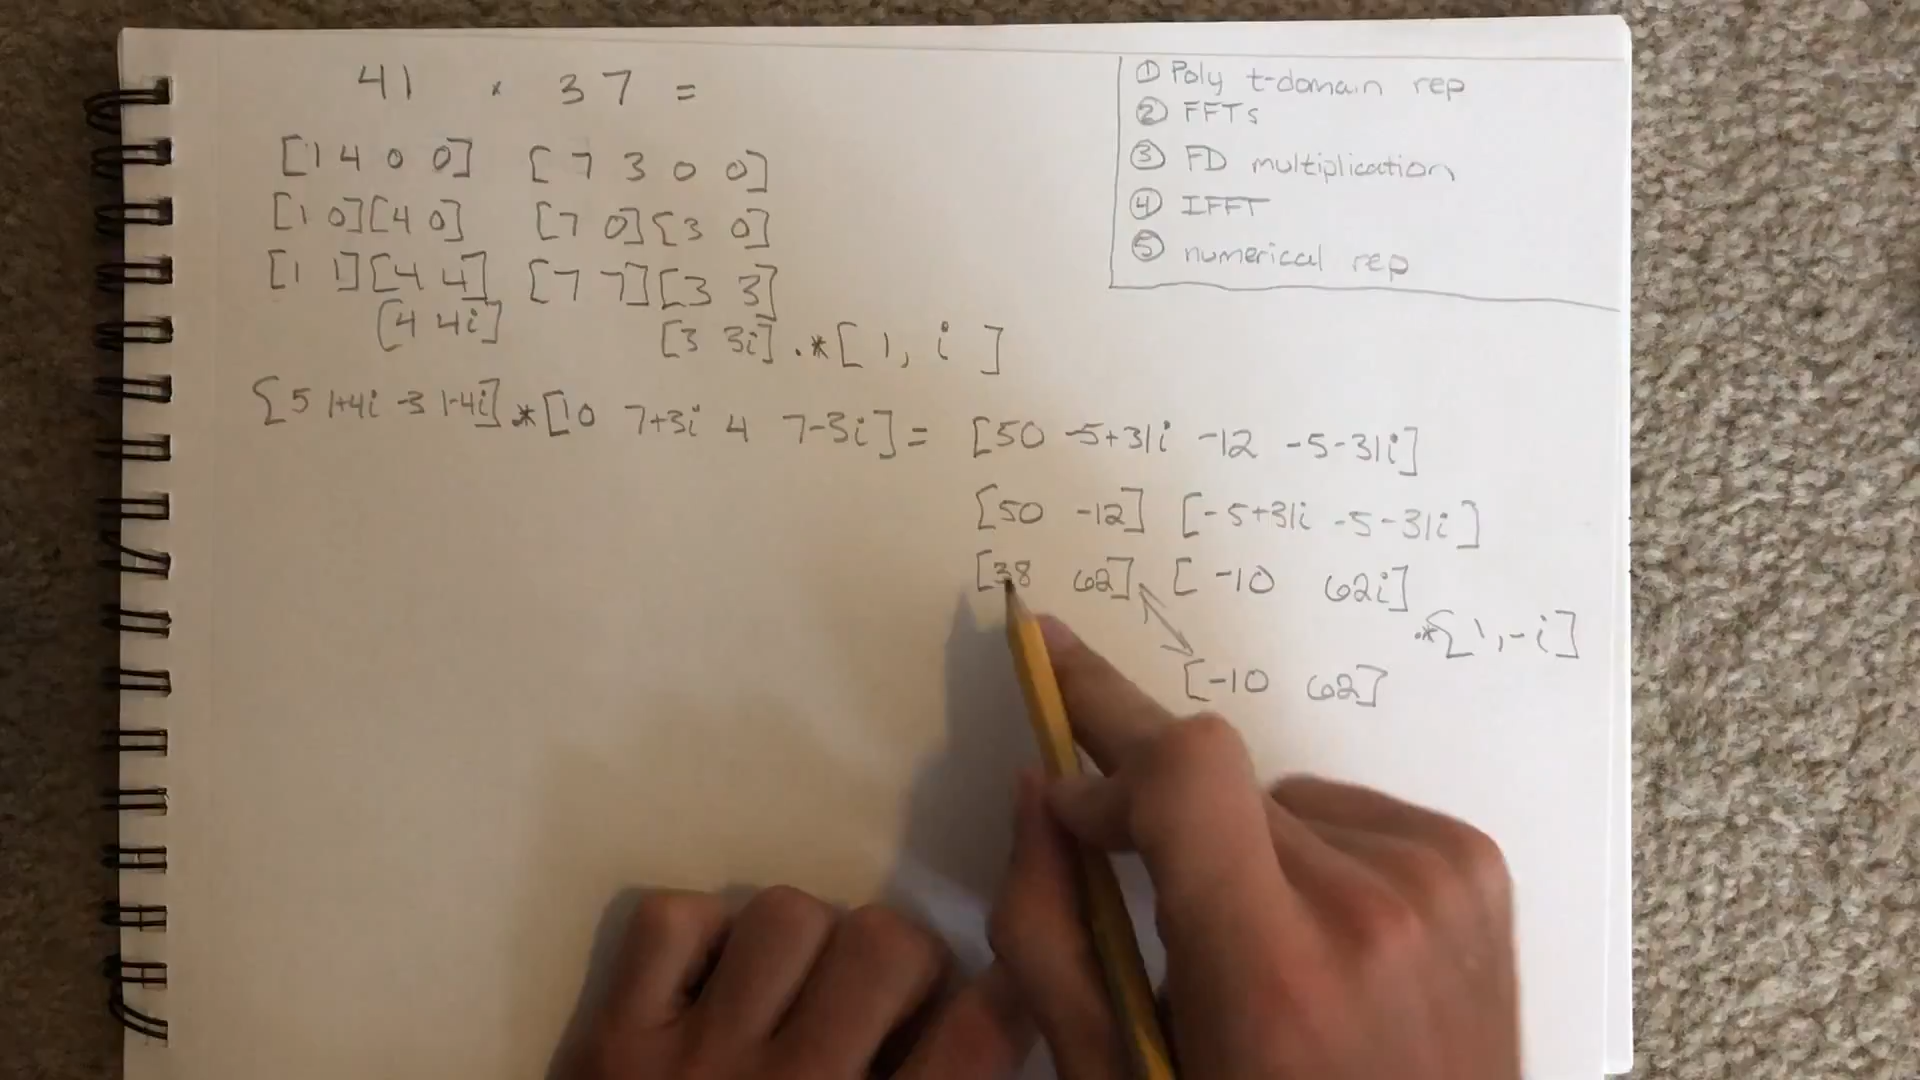 41 × 37 =
[1 4 0 0] [7 3 0 0]
[1 0][4 0] [7 0][3 0]
[1 1][4 4] [7 7][3 3]
[4 4i] [3 3i] .*[1, i ]
[5 1+4i -3 1-4i].*[10 7+3i 4 7-3i] = [50 -5+31i -12 -5-31i]
[50 -12] [-5+31i -5-31i]
[38 62] [-10 62i]
.*[1,-i]
[-10 62]
① Poly t-domain rep
② FFTs
③ FD multiplication
④ IFFT
⑤ numerical rep